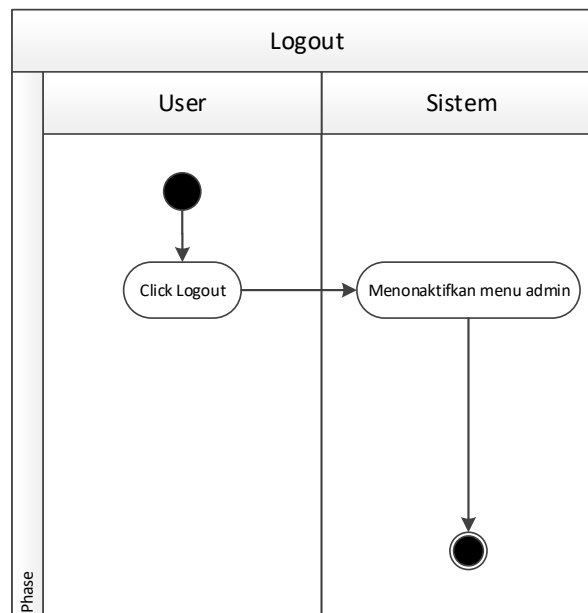 Logout
User
Sistem
Click Logout
Menonaktifkan menu admin
Phase